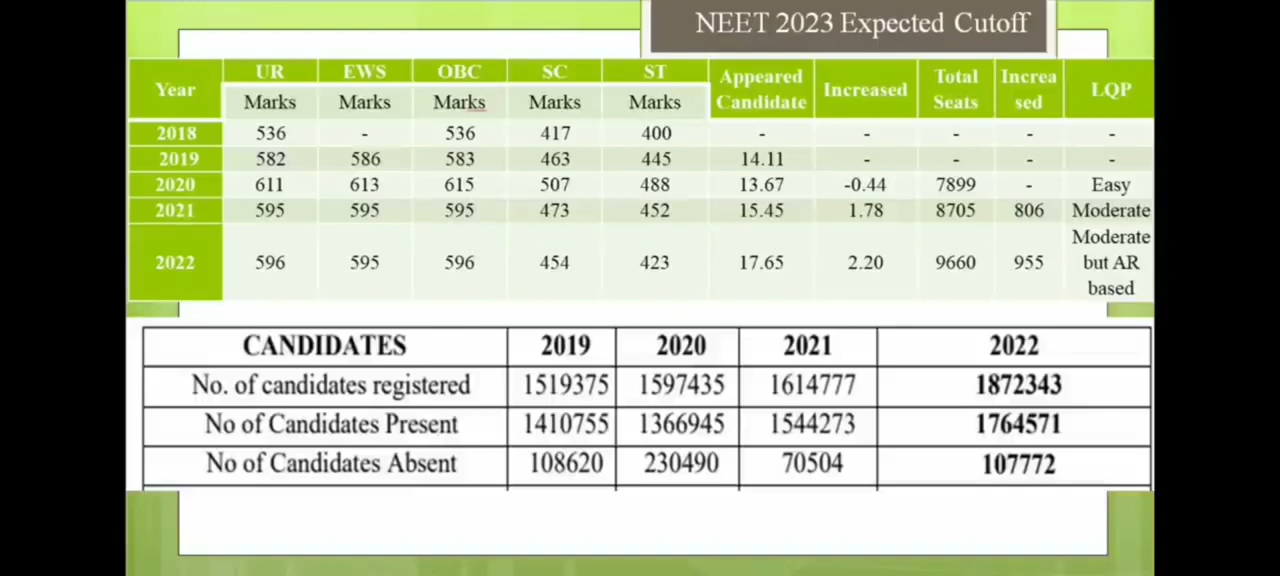 NEET 2023 Expected Cutoff
Year UR EWS OBC SC ST Appeared Candidate Increased Total Seats Increa sed LQP
Marks Marks Marks Marks Marks
2018 536 - 536 417 400 - - - - -
2019 582 586 583 463 445 14.11 - - - -
2020 611 613 615 507 488 13.67 -0.44 7899 - Easy
2021 595 595 595 473 452 15.45 1.78 8705 806 Moderate
2022 596 595 596 454 423 17.65 2.20 9660 955 Moderate but AR based
CANDIDATES 2019 2020 2021 2022
No. of candidates registered 1519375 1597435 1614777 1872343
No of Candidates Present 1410755 1366945 1544273 1764571
No of Candidates Absent 108620 230490 70504 107772